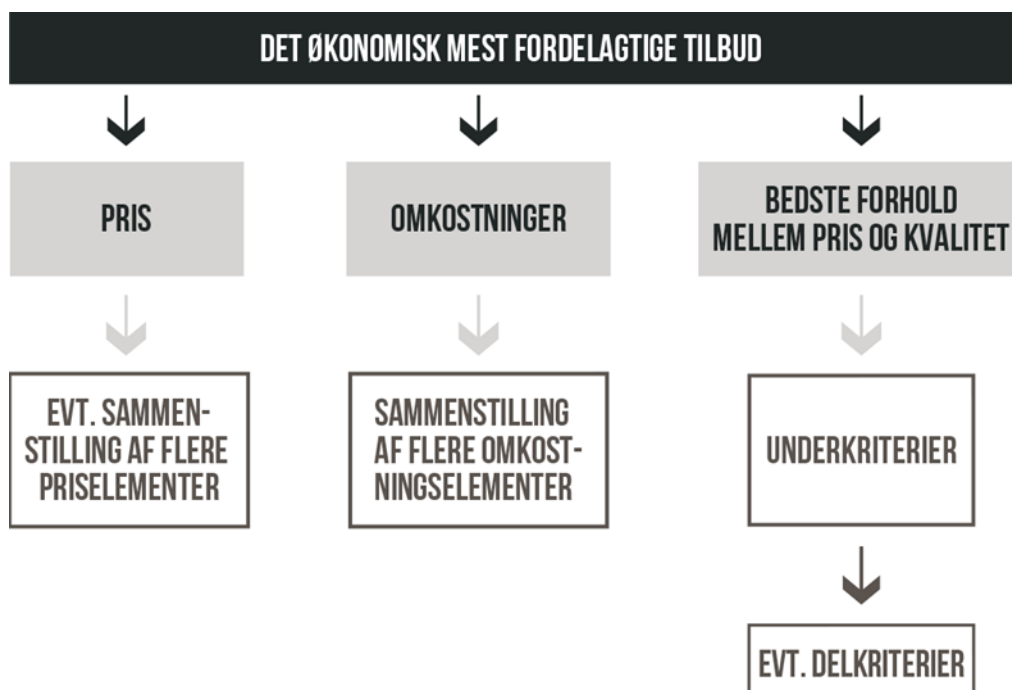 DET ØKONOMISK MEST FORDELAGTIGE TILBUD
PRIS
OMKOSTNINGER
BEDSTE FORHOLD
MELLEM PRIS OG KVALITET
EVT. SAMMEN-
STILLING AF FLERE
PRISELEMENTER
SAMMENSTILLING
AF FLERE OMKOST-
NINGSELEMENTER
UNDERKRITERIER
EVT. DELKRITERIER